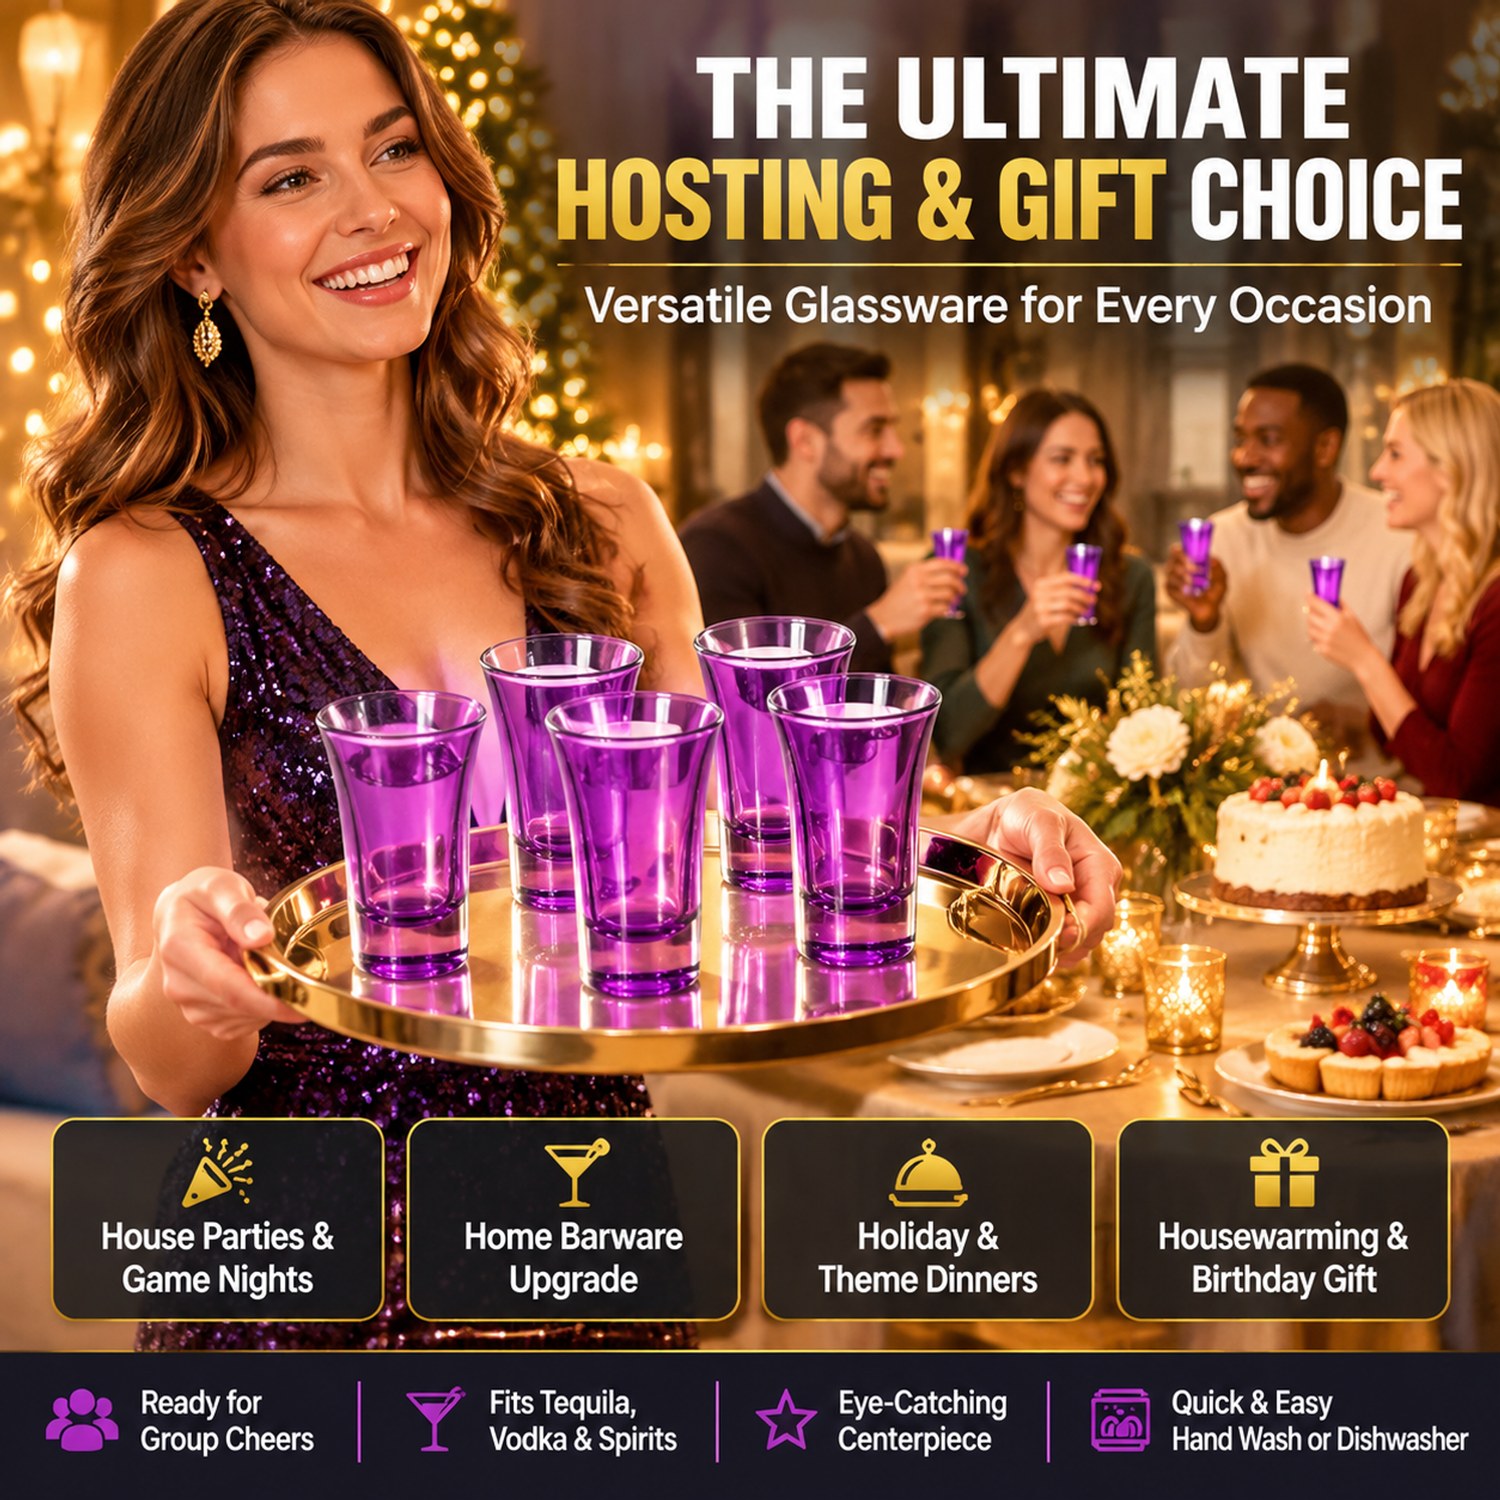 THE ULTIMATE
HOSTING & GIFT CHOICE
Versatile Glassware for Every Occasion
House Parties &
Game Nights
Home Barware
Upgrade
Holiday &
Theme Dinners
Housewarming &
Birthday Gift
Ready for
Group Cheers
Fits Tequila,
Vodka & Spirits
Eye-Catching
Centerpiece
Quick & Easy
Hand Wash or Dishwasher